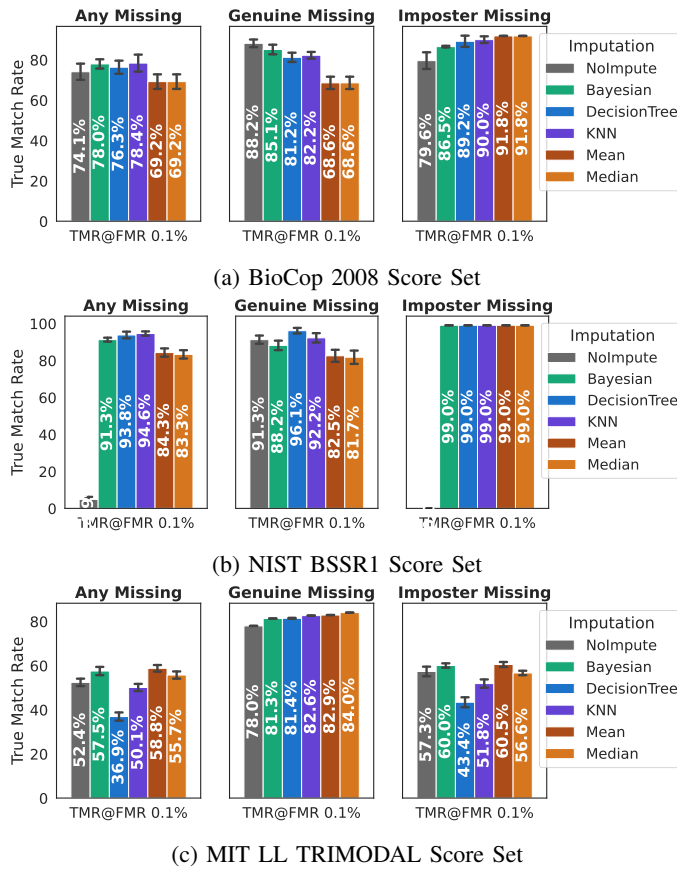 Any Missing
Genuine Missing
Imposter Missing
True Match Rate
80
60
40
20
0
74.1%
78.0%
76.3%
78.4%
69.2%
69.2%
88.2%
85.1%
81.2%
82.2%
68.6%
68.6%
79.6%
86.5%
89.2%
90.0%
91.8%
91.8%
TMR@FMR 0.1%
TMR@FMR 0.1%
TMR@FMR 0.1%
Imputation
NoImpute
Bayesian
DecisionTree
KNN
Mean
Median
(a) BioCop 2008 Score Set
Any Missing
Genuine Missing
Imposter Missing
True Match Rate
100
80
60
40
20
0
91.3%
93.8%
94.6%
84.3%
83.3%
91.3%
88.2%
96.1%
92.2%
82.5%
81.7%
99.0%
99.0%
99.0%
99.0%
99.0%
TMR@FMR 0.1%
TMR@FMR 0.1%
TMR@FMR 0.1%
Imputation
NoImpute
Bayesian
DecisionTree
KNN
Mean
Median
(b) NIST BSSR1 Score Set
Any Missing
Genuine Missing
Imposter Missing
True Match Rate
80
60
40
20
0
52.4%
57.5%
36.9%
50.1%
58.8%
55.7%
78.0%
81.3%
81.4%
82.6%
82.9%
84.0%
57.3%
60.0%
43.4%
51.8%
60.5%
56.6%
TMR@FMR 0.1%
TMR@FMR 0.1%
TMR@FMR 0.1%
Imputation
NoImpute
Bayesian
DecisionTree
KNN
Mean
Median
(c) MIT LL TRIMODAL Score Set